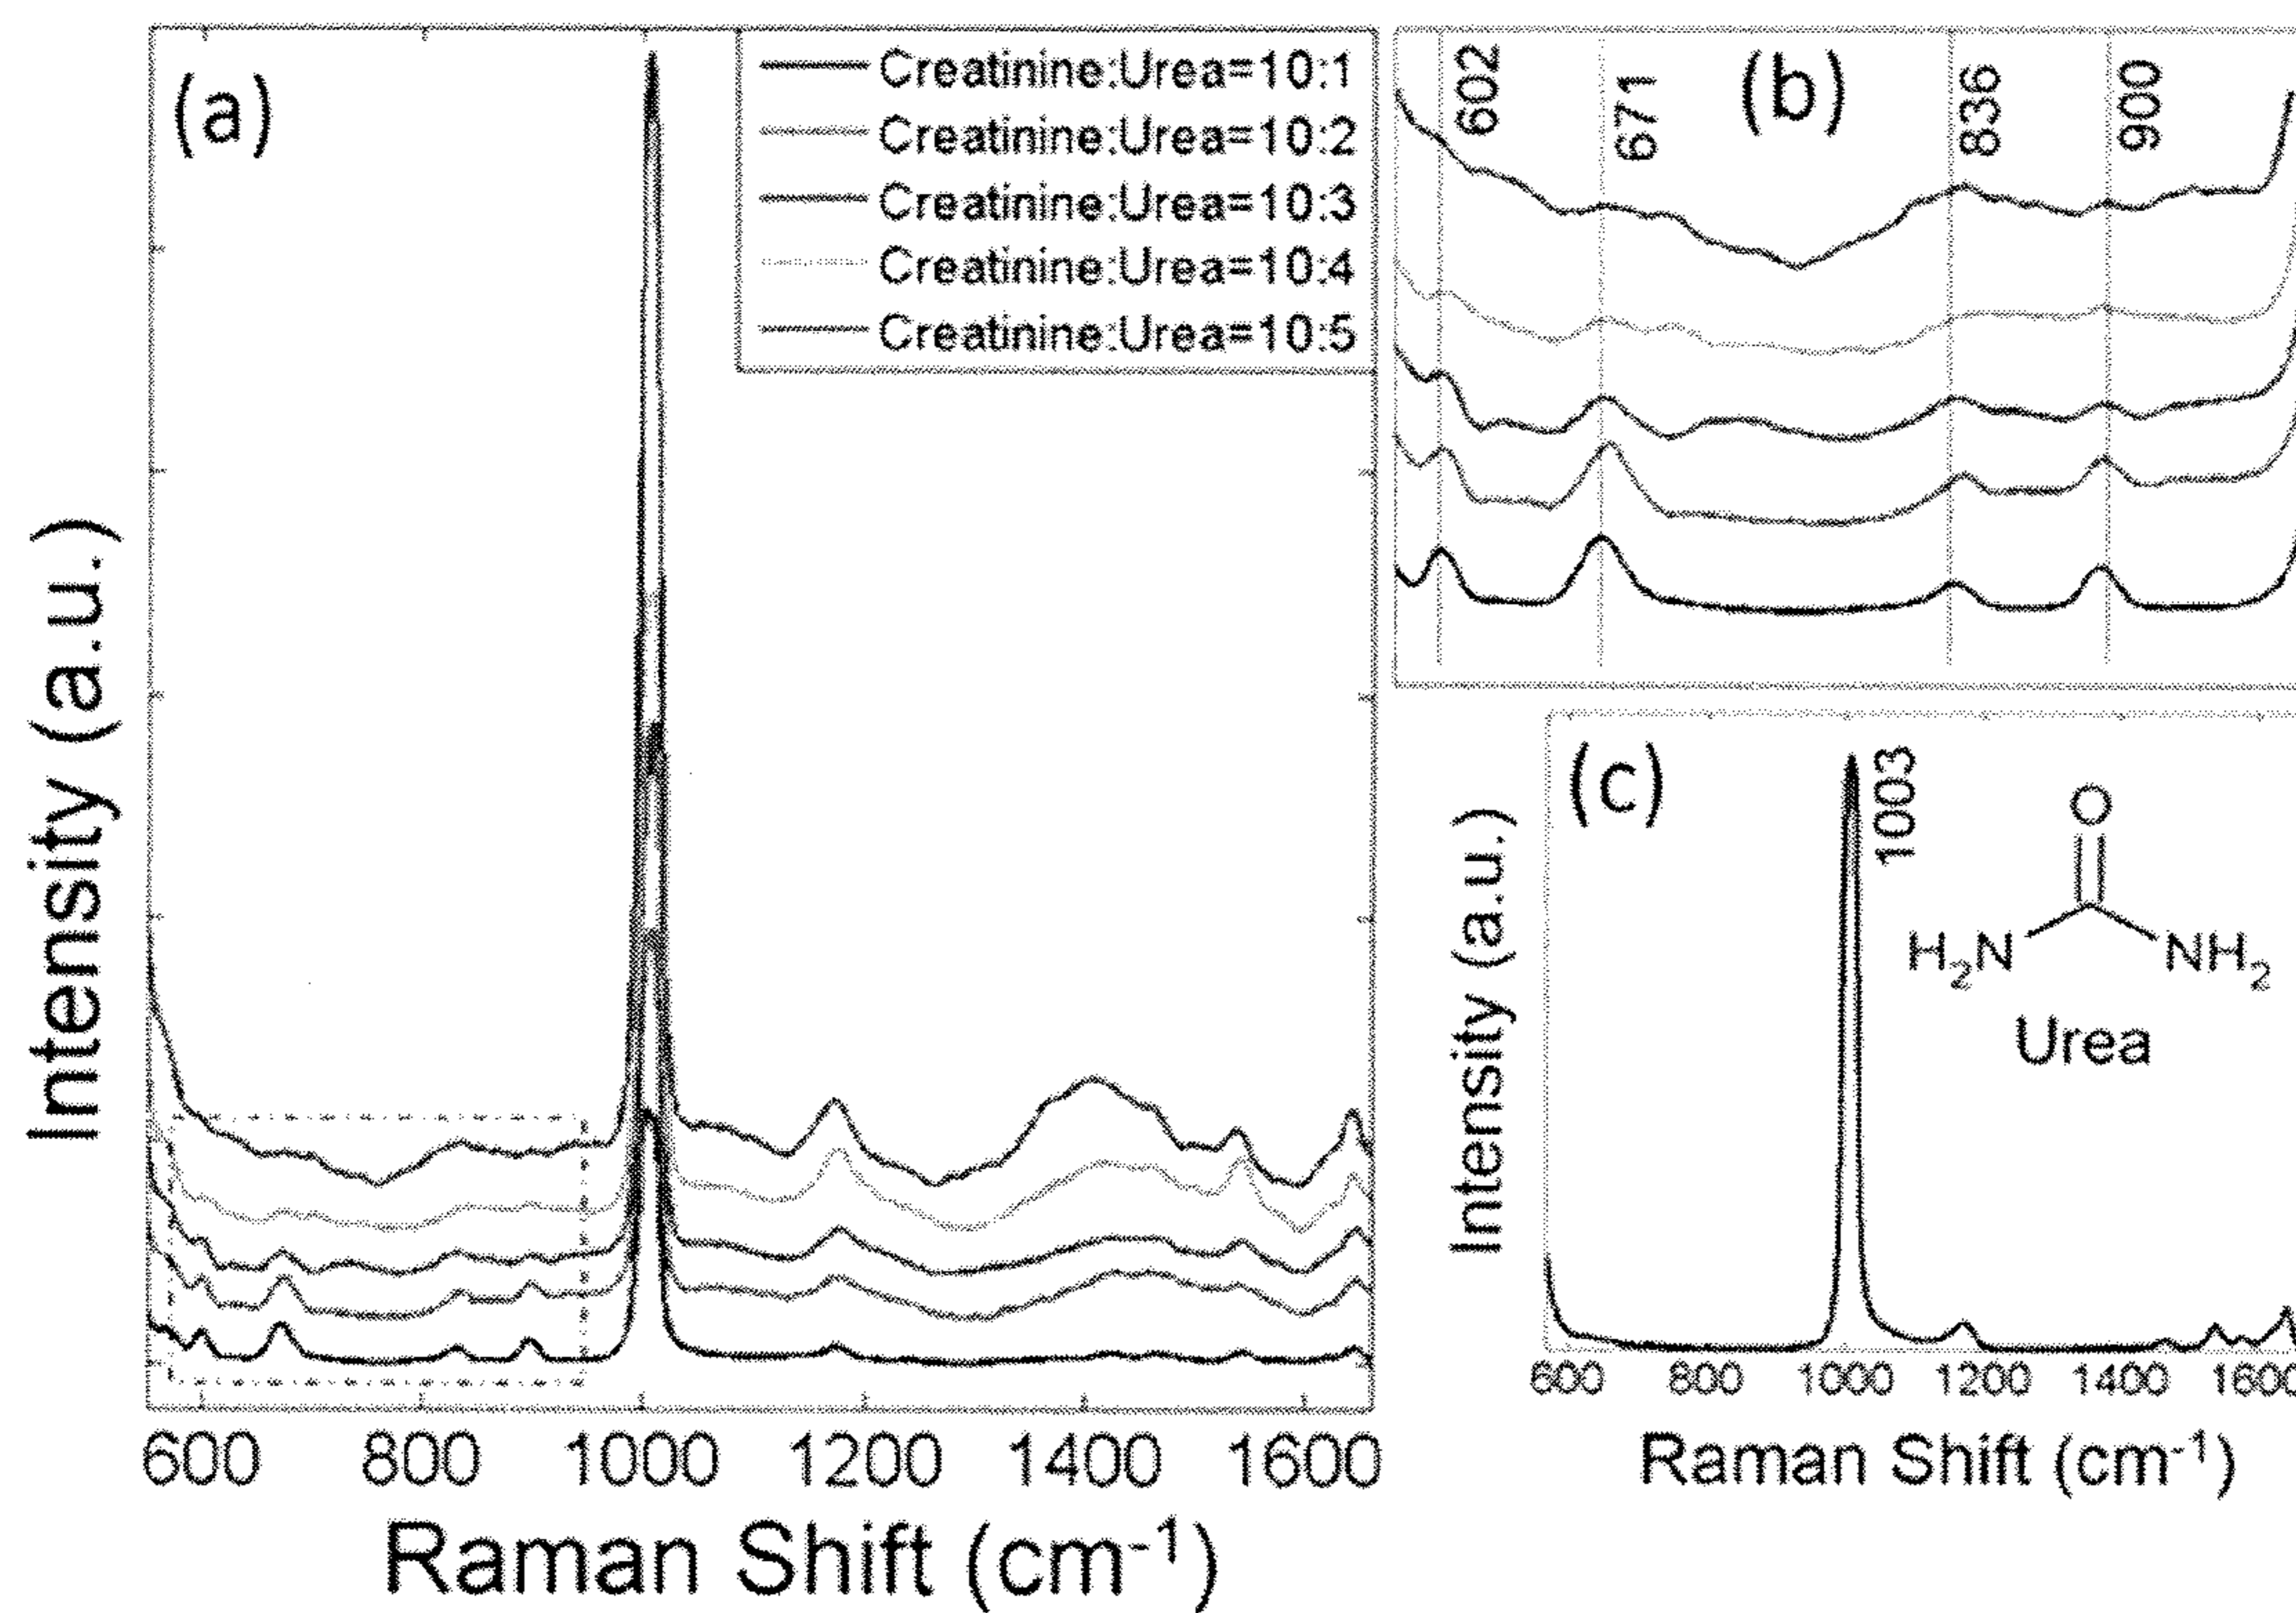 (a)
Creatinine:Urea=10:1
Creatinine:Urea=10:2
Creatinine:Urea=10:3
Creatinine:Urea=10:4
Creatinine:Urea=10:5
Intensity (a.u.)
600 800 1000 1200 1400 1600
Raman Shift (cm-1)
(b)
602
671
836
900
(c)
1003
O
H2N NH2
Urea
Intensity (a.u.)
600 800 1000 1200 1400 1600
Raman Shift (cm-1)